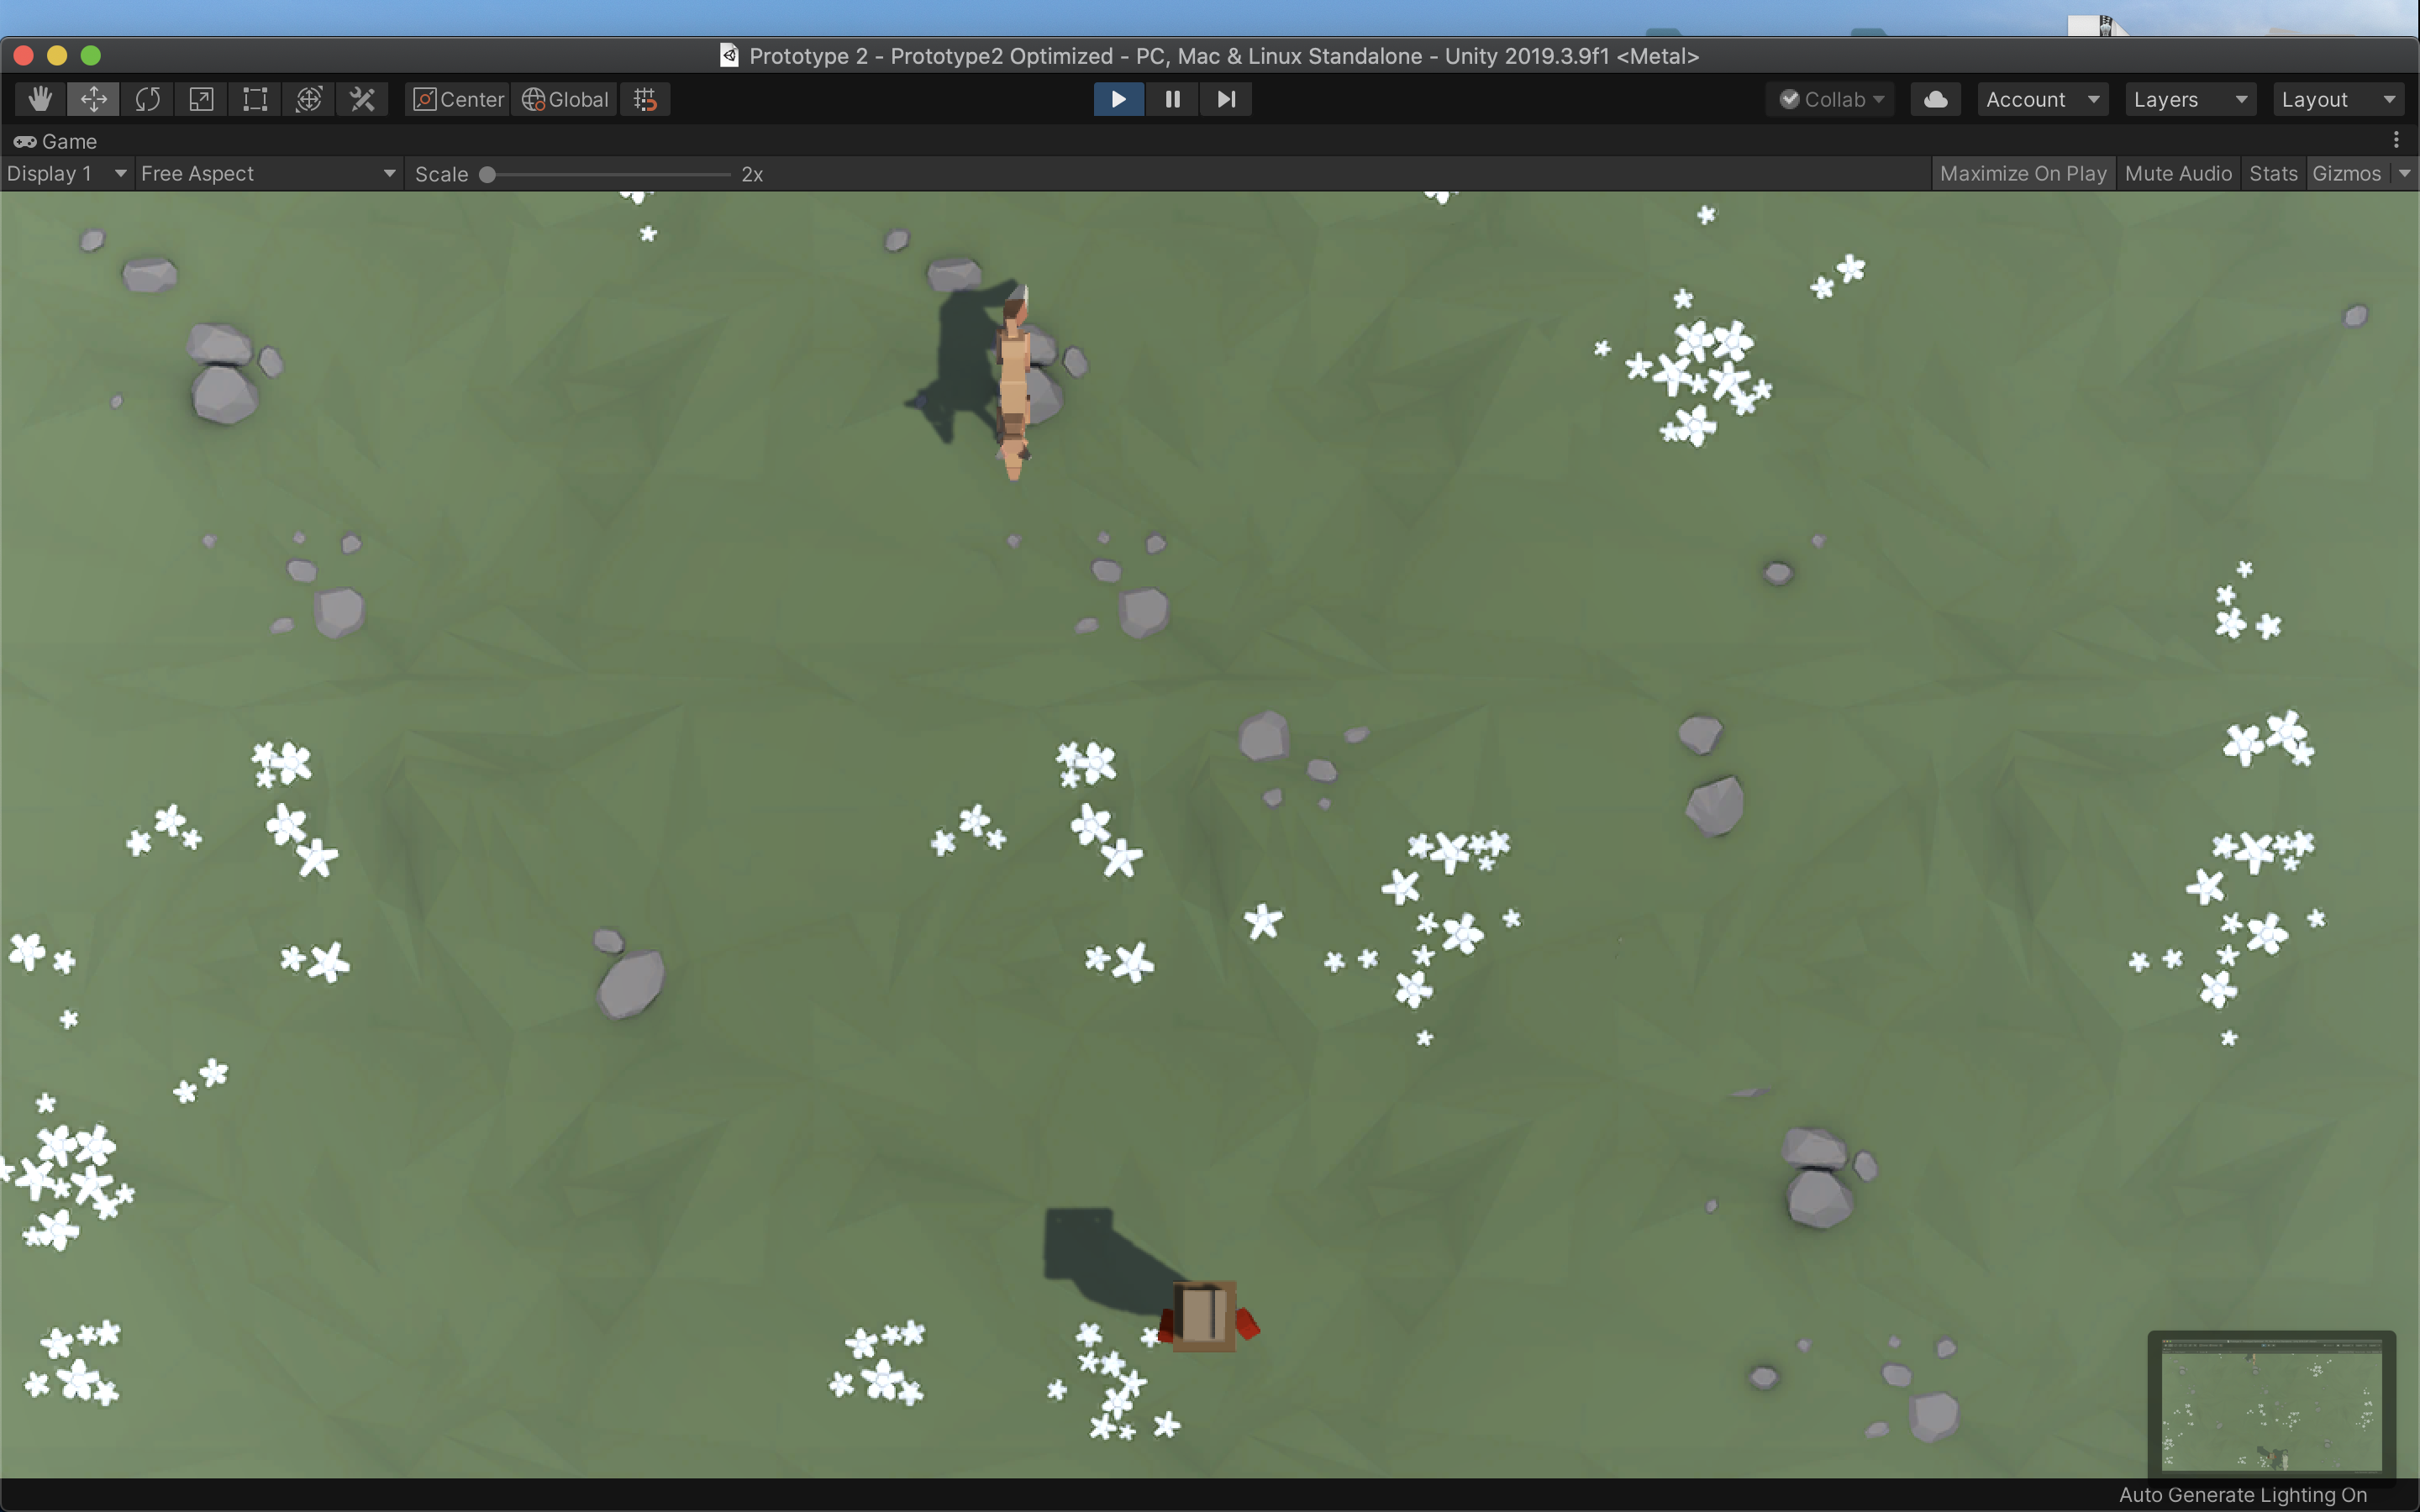 Prototype 2 - Prototype2 Optimized - PC, Mac & Linux Standalone - Unity 2019.3.9f1 <Metal>
Center Global Collab Account Layers Layout
Game
Display 1 Free Aspect Scale 2x Maximize On Play Mute Audio Stats Gizmos
Auto Generate Lighting On